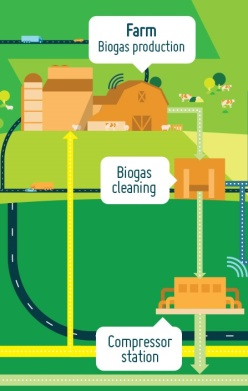 Farm
Biogas production
Biogas
cleaning
Compressor
station